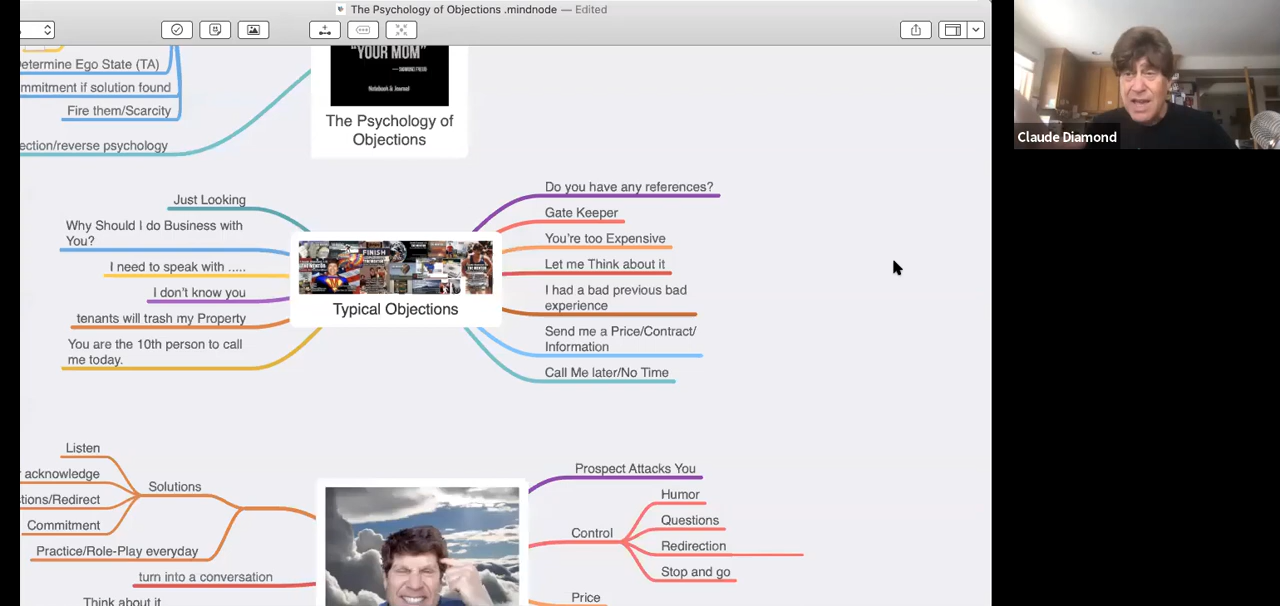 The Psychology of Objections .mindnode — Edited
etermine Ego State (TA)
mmitment if solution found
Fire them/Scarcity
ection/reverse psychology
"YOUR MOM"
Notebook & Journal
The Psychology of
Objections
Just Looking
Why Should I do Business with
You?
I need to speak with .....
I don't know you
tenants will trash my Property
You are the 10th person to call
me today.
FINISH
Typical Objections
Do you have any references?
Gate Keeper
You're too Expensive
Let me Think about it
I had a bad previous bad
experience
Send me a Price/Contract/
Information
Call Me later/No Time
Listen
acknowledge
tions/Redirect
Commitment
Solutions
Practice/Role-Play everyday
turn into a conversation
Think about it
Prospect Attacks You
Control
Humor
Questions
Redirection
Stop and go
Price
Claude Diamond